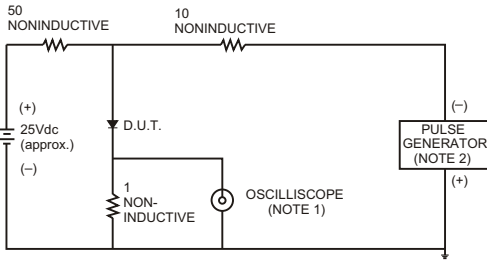 50
NONINDUCTIVE
10
NONINDUCTIVE
(+)
25Vdc
(approx.)
(–)
D.U.T.
1
NON-
INDUCTIVE
OSCILLISCOPE
(NOTE 1)
(–)
PULSE
GENERATOR
(NOTE 2)
(+)